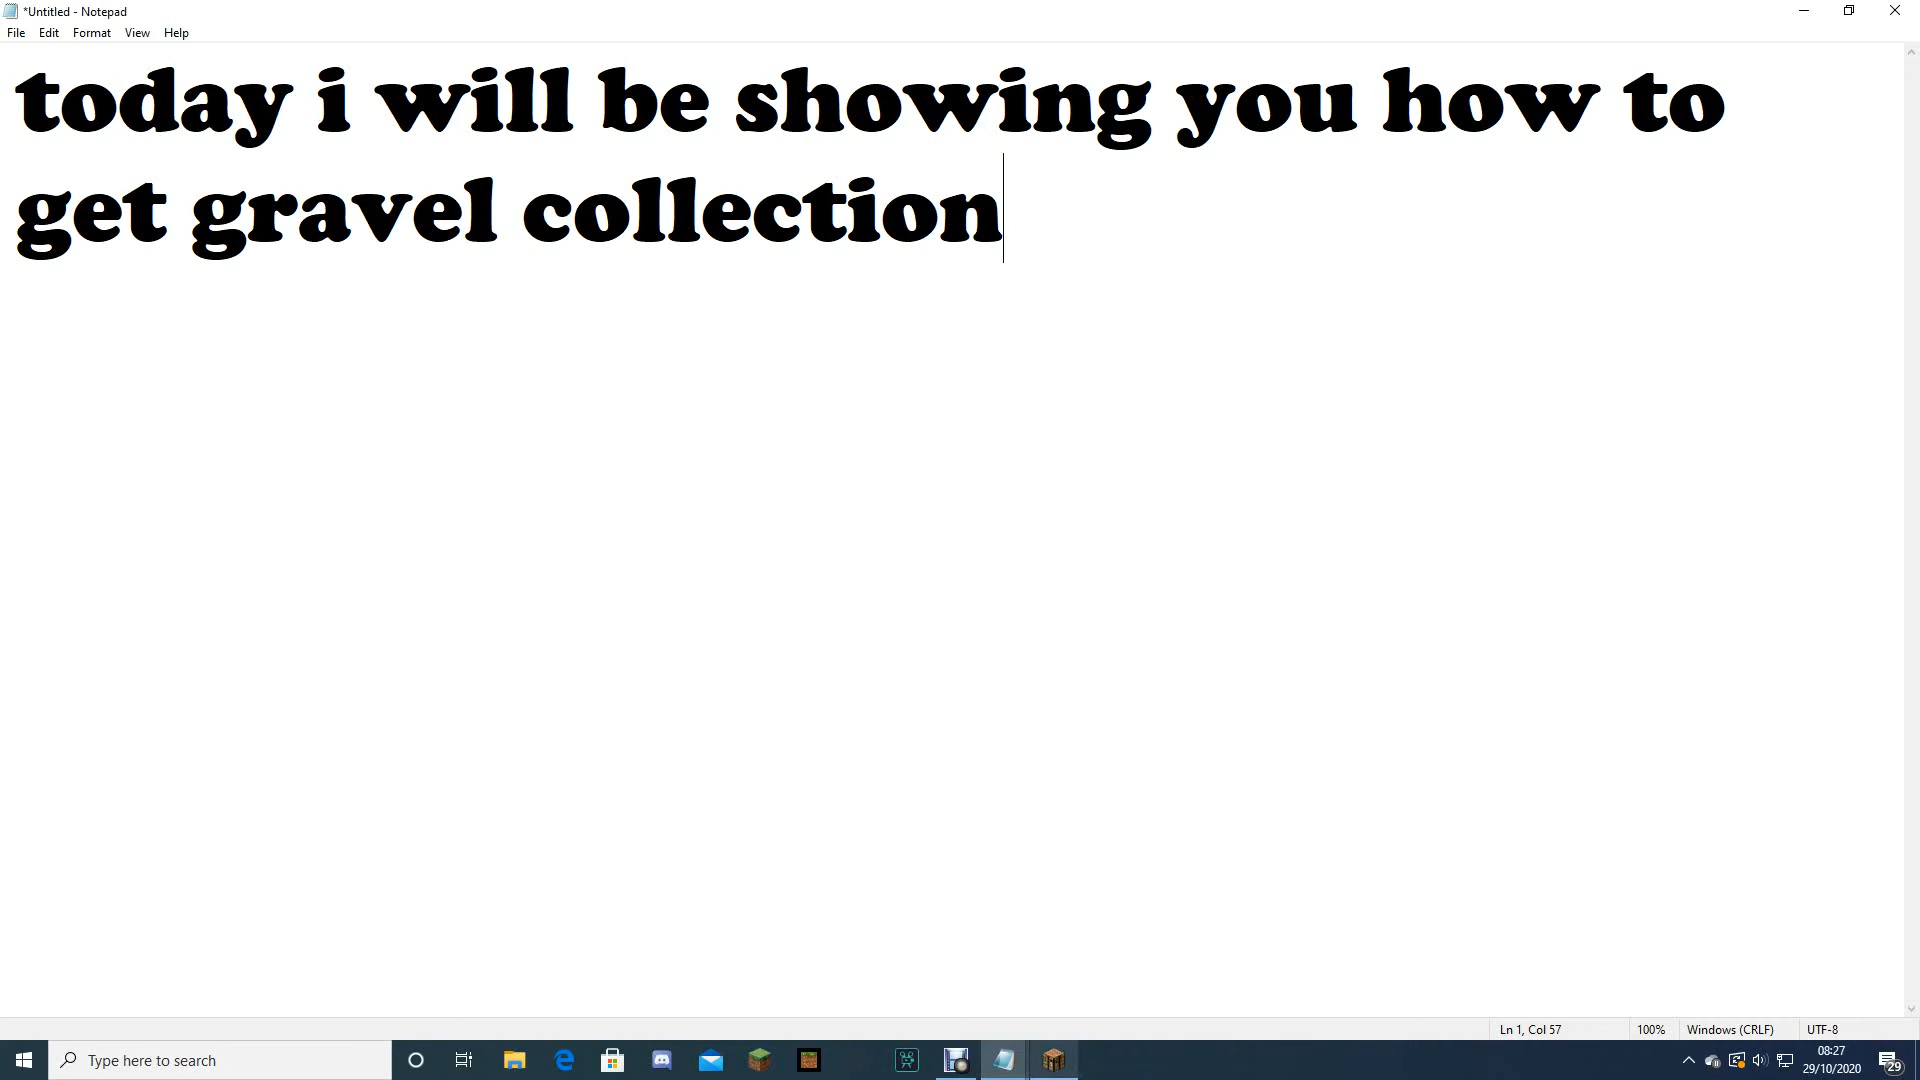 *Untitled - Notepad
File Edit Format View Help
today i will be showing you how to
get gravel collection
Ln 1, Col 57 100% Windows (CRLF) UTF-8
Type here to search
08:27
29/10/2020
29